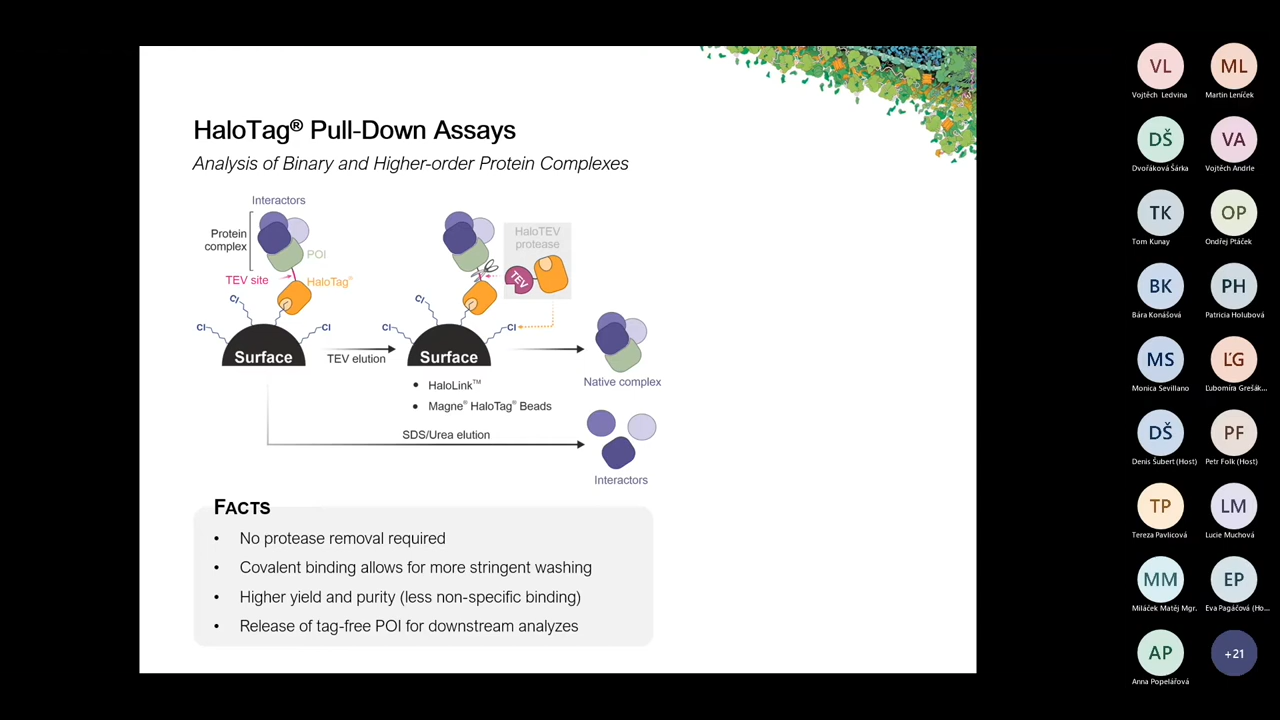 HaloTag® Pull-Down Assays
Analysis of Binary and Higher-order Protein Complexes
Interactors
Protein
complex
POI
TEV site
HaloTag®
Cl
Cl
Cl
Surface
TEV elution
HaloTEV
protease
TEV
Cl
Cl
Cl
Surface
• HaloLink™
• Magne® HaloTag® Beads
Native complex
SDS/Urea elution
Interactors
FACTS
• No protease removal required
• Covalent binding allows for more stringent washing
• Higher yield and purity (less non-specific binding)
• Release of tag-free POI for downstream analyzes
VL
Vojtěch Ledvina
ML
Martin Leníček
DŠ
Dvořáková Šárka
VA
Vojtěch Andrle
TK
Tom Kunay
OP
Ondřej Ptáček
BK
Bára Konášová
PH
Patricia Holubová
MS
Monica Sevillano
ĽG
Ľubomíra Grešák...
DŠ
Denis Šubert (Host)
PF
Petr Folk (Host)
TP
Tereza Pavlicová
LM
Lucie Muchová
MM
Miláček Matěj Mgr.
EP
Eva Pagáčová (Ho...
AP
Anna Popelářová
+21